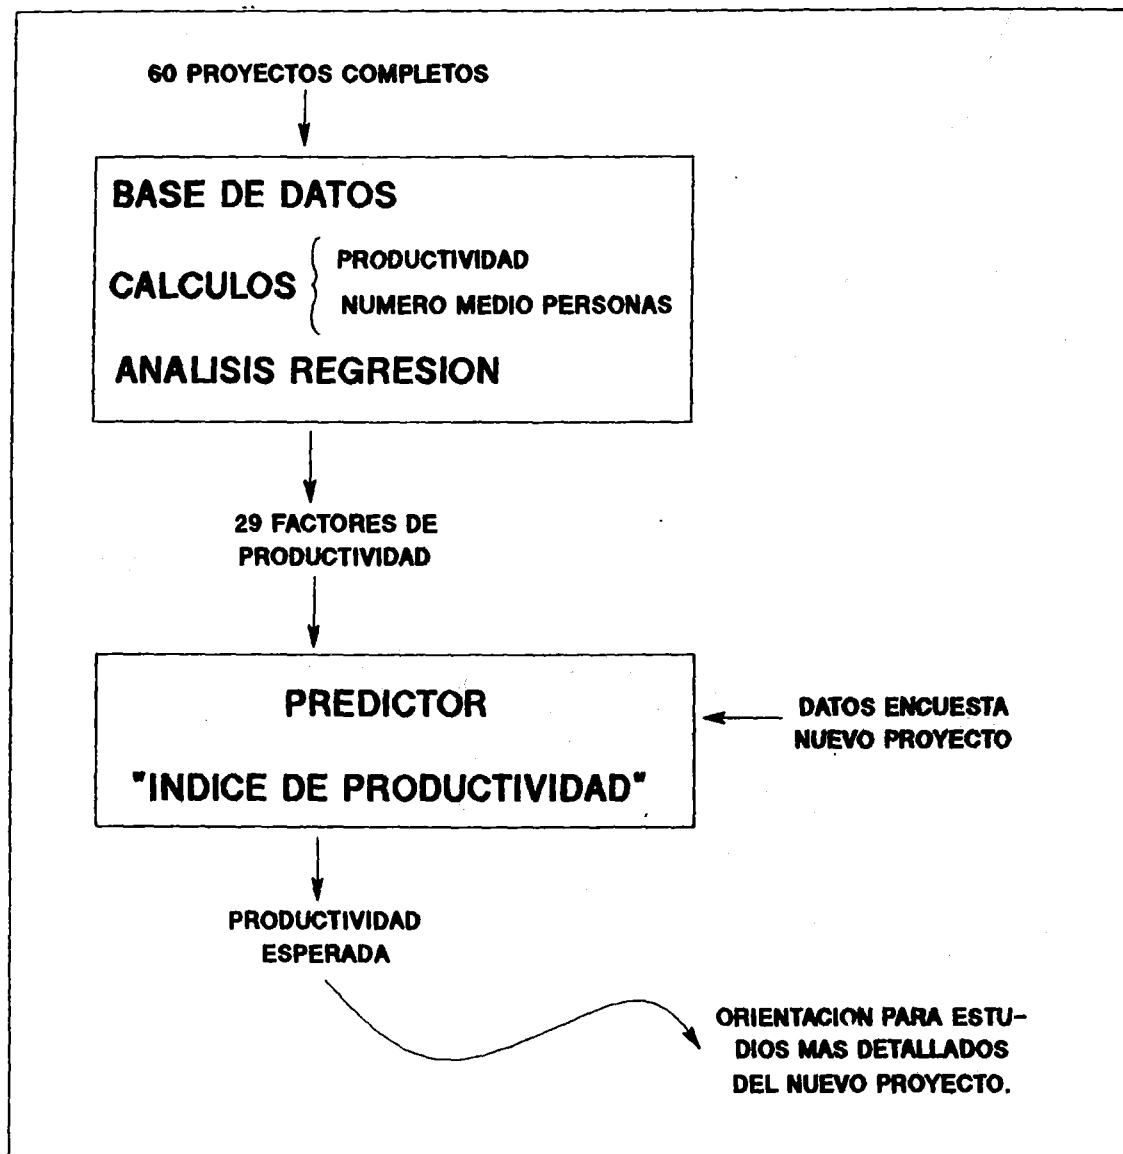 60 PROYECTOS COMPLETOS
BASE DE DATOS
CALCULOS
PRODUCTIVIDAD
NUMERO MEDIO PERSONAS
ANALISIS REGRESION
29 FACTORES DE
PRODUCTIVIDAD
PREDICTOR
"INDICE DE PRODUCTIVIDAD"
DATOS ENCUESTA
NUEVO PROYECTO
PRODUCTIVIDAD
ESPERADA
ORIENTACION PARA ESTU-
DIOS MAS DETALLADOS
DEL NUEVO PROYECTO.